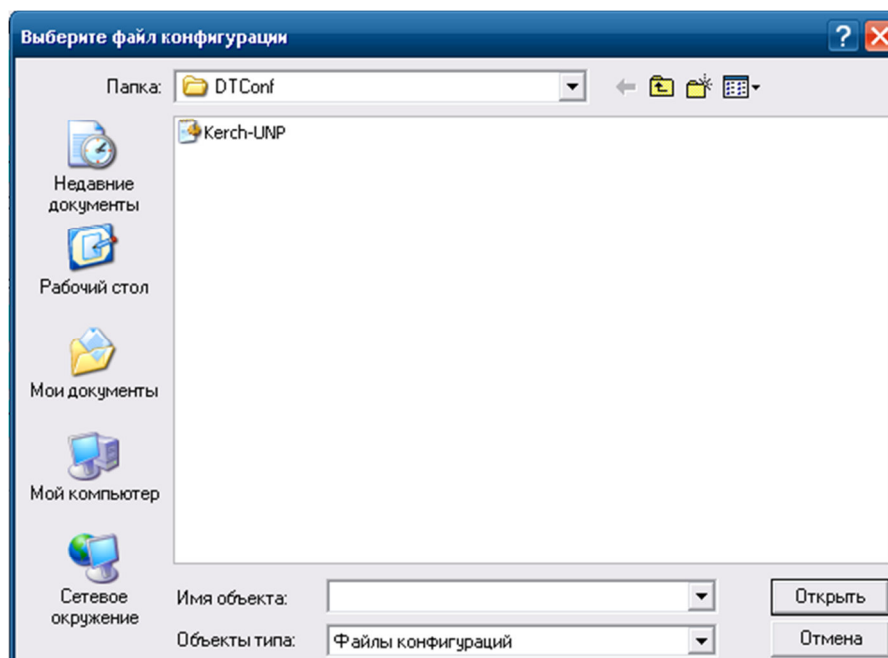 Выберите файл конфигурации
Папка: DTConf
Kerch-UNP
Недавние
документы
Рабочий стол
Мои документы
Мой компьютер
Сетевое
окружение
Имя объекта:
Открыть
Объекты типа: Файлы конфигураций
Отмена